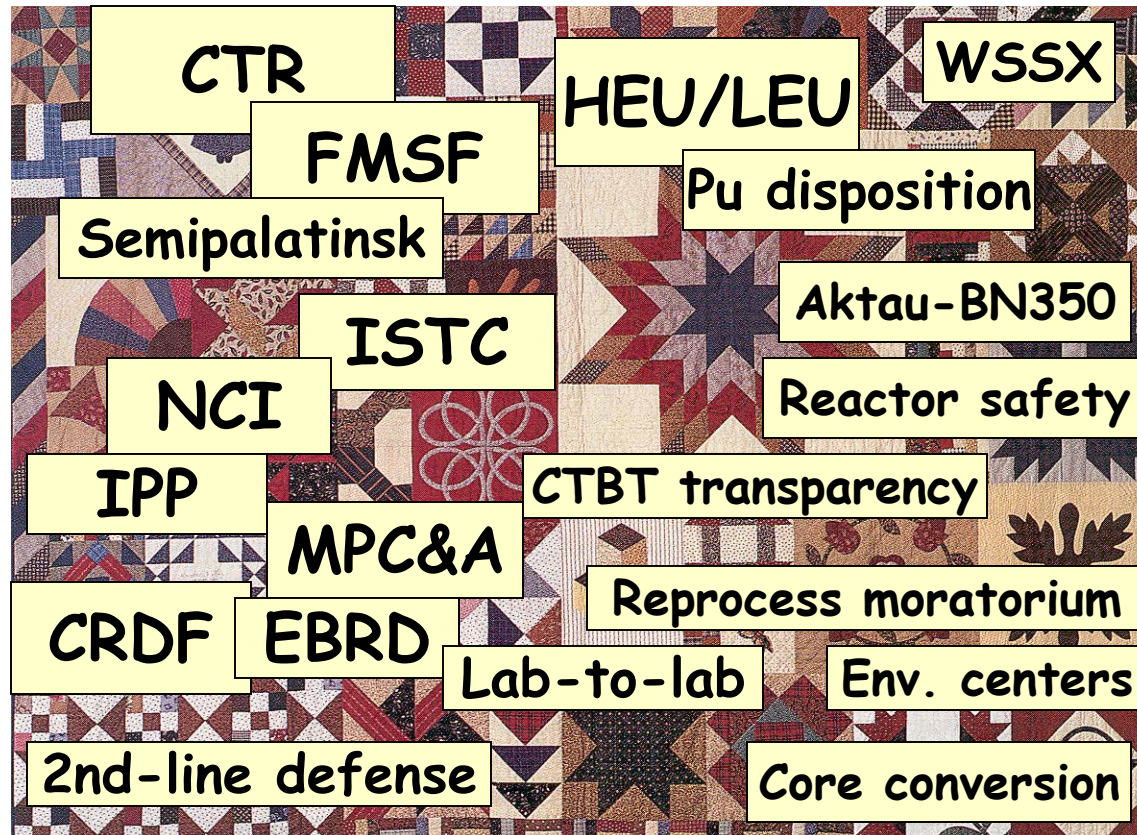 CTR
HEU/LEU
WSSX
FMSF
Pu disposition
Semipalatinsk
Aktau-BN350
ISTC
Reactor safety
NCI
IPP
CTBT transparency
MPC&A
Reprocess moratorium
CRDF
EBRD
Lab-to-lab
Env. centers
2nd-line defense
Core conversion